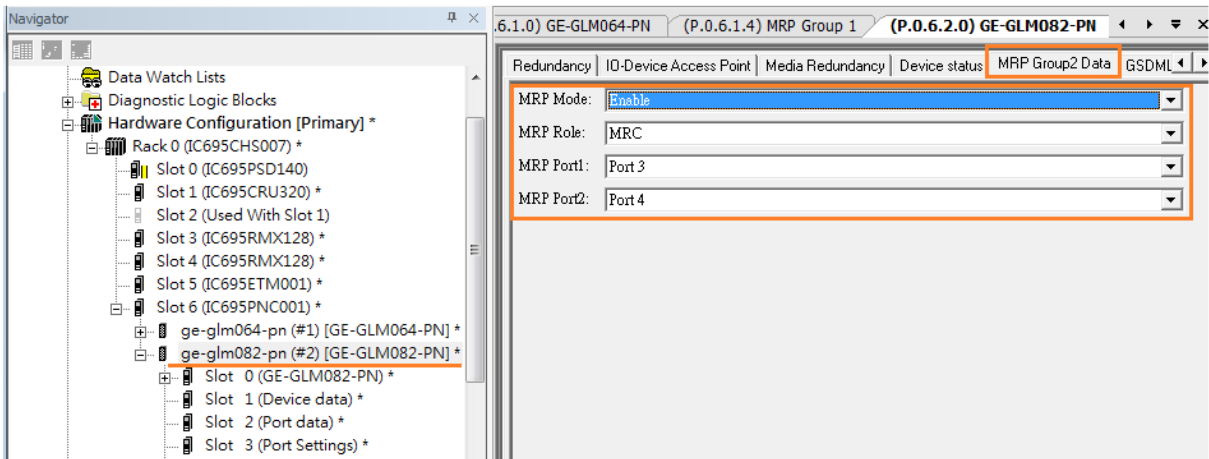 Navigator
Data Watch Lists
Diagnostic Logic Blocks
Hardware Configuration [Primary] *
Rack 0 (IC695CHS007) *
Slot 0 (IC695PSD140)
Slot 1 (IC695CRU320) *
Slot 2 (Used With Slot 1)
Slot 3 (IC695RMX128) *
Slot 4 (IC695RMX128) *
Slot 5 (IC695ETM001) *
Slot 6 (IC695PNC001) *
ge-glm064-pn (#1) [GE-GLM064-PN] *
ge-glm082-pn (#2) [GE-GLM082-PN] *
Slot 0 (GE-GLM082-PN) *
Slot 1 (Device data) *
Slot 2 (Port data) *
Slot 3 (Port Settings) *
.6.1.0) GE-GLM064-PN (P.0.6.1.4) MRP Group 1 (P.0.6.2.0) GE-GLM082-PN
Redundancy IO-Device Access Point Media Redundancy Device status MRP Group2 Data GSDML
MRP Mode: Enable
MRP Role: MRC
MRP Port1: Port 3
MRP Port2: Port 4